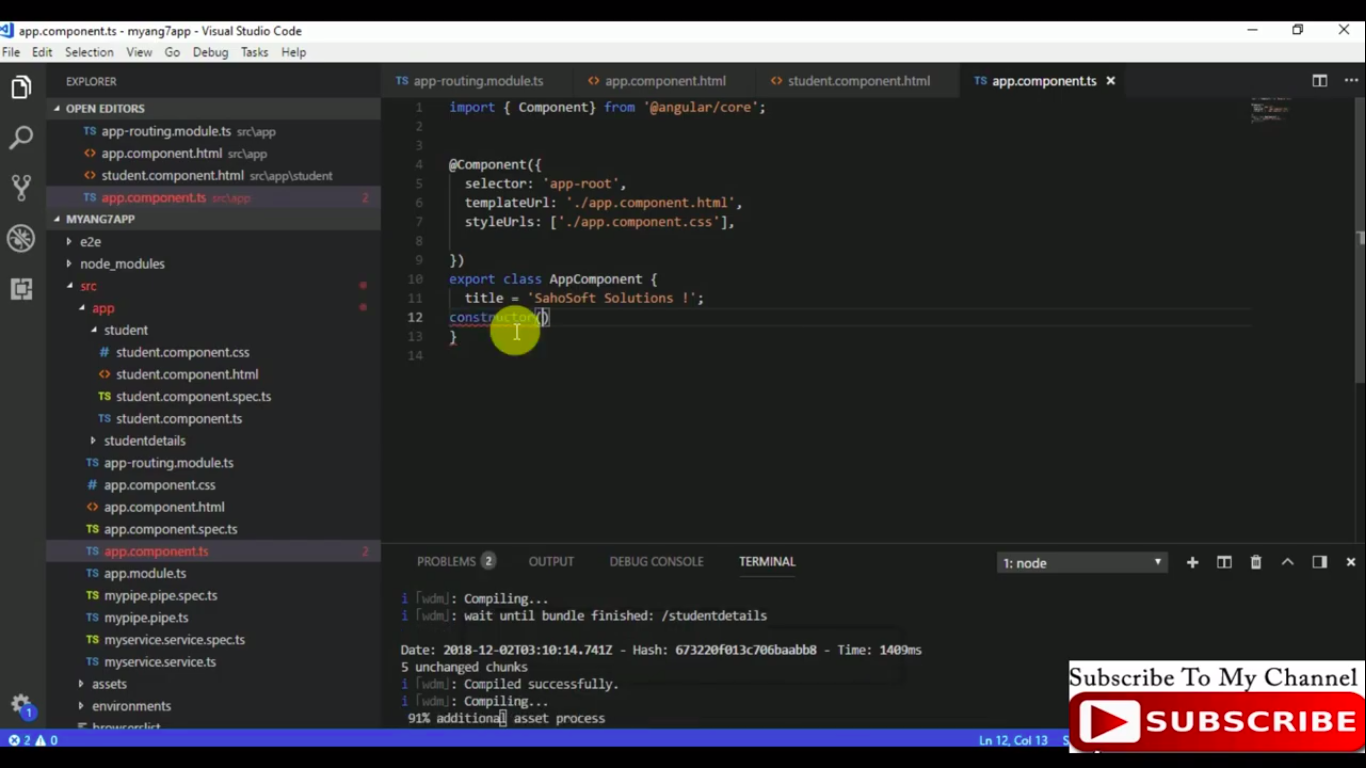 app.component.ts - myang7app - Visual Studio Code
File Edit Selection View Go Debug Tasks Help
EXPLORER
OPEN EDITORS
TS app-routing.module.ts src\app
<> app.component.html src\app
<> student.component.html src\app\student
TS app.component.ts src\app 2
MYANG7APP
e2e
node_modules
src
app
student
# student.component.css
<> student.component.html
TS student.component.spec.ts
TS student.component.ts
studentdetails
TS app-routing.module.ts
# app.component.css
<> app.component.html
TS app.component.spec.ts
TS app.component.ts 2
TS app.module.ts
TS mypipe.pipe.spec.ts
TS mypipe.pipe.ts
TS myservice.service.spec.ts
TS myservice.service.ts
assets
environments
browserslist
1
TS app-routing.module.ts <> app.component.html <> student.component.html TS app.component.ts
1 import { Component} from '@angular/core';
2
3
4 @Component({
5 selector: 'app-root',
6 templateUrl: './app.component.html',
7 styleUrls: ['./app.component.css'],
8
9 })
10 export class AppComponent {
11 title = 'SahoSoft Solutions !';
12 constructor()
13 }
14
PROBLEMS 2 OUTPUT DEBUG CONSOLE TERMINAL 1: node
i ｢wdm｣: Compiling...
i ｢wdm｣: wait until bundle finished: /studentdetails
Date: 2018-12-02T03:10:14.741Z - Hash: 673220f013c706baabb8 - Time: 1409ms
5 unchanged chunks
i ｢wdm｣: Compiled successfully.
i ｢wdm｣: Compiling...
91% additional asset process
2 0 Ln 12, Col 13
Subscribe To My Channel
SUBSCRIBE